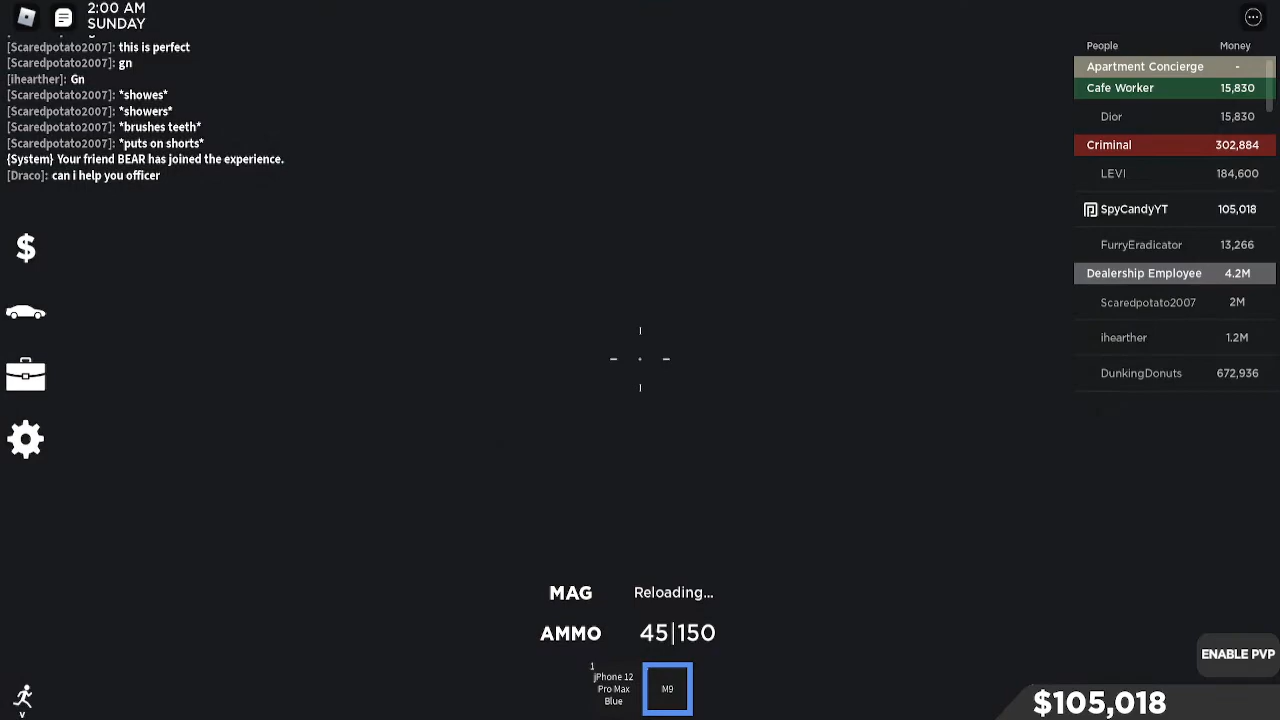 2:00 AM
SUNDAY
[Scaredpotato2007]: this is perfect
[Scaredpotato2007]: gn
[ihearther]: Gn
[Scaredpotato2007]: *showes*
[Scaredpotato2007]: *showers*
[Scaredpotato2007]: *brushes teeth*
[Scaredpotato2007]: *puts on shorts*
{System} Your friend BEAR has joined the experience.
[Draco]: can i help you officer
$
People Money
Apartment Concierge -
Cafe Worker 15,830
Dior 15,830
Criminal 302,884
LEVI 184,600
SpyCandyYT 105,018
FurryEradicator 13,266
Dealership Employee 4.2M
Scaredpotato2007 2M
ihearther 1.2M
DunkingDonuts 672,936
MAG Reloading...
AMMO 45|150
1
jPhone 12
Pro Max
Blue
M9
V
ENABLE PVP
$105,018